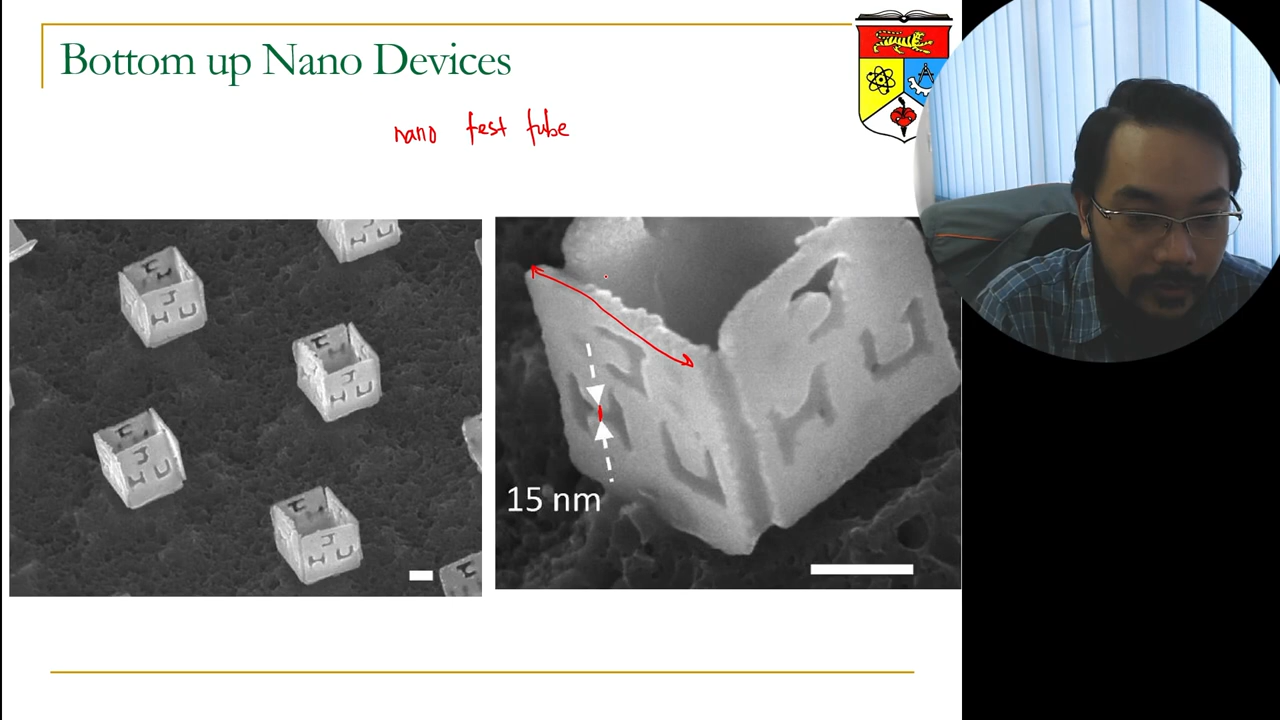 Bottom up Nano Devices
nano test tube
J
H U
J
H U
J
H U
J
H U
H U
15 nm
J
H U
J
H U